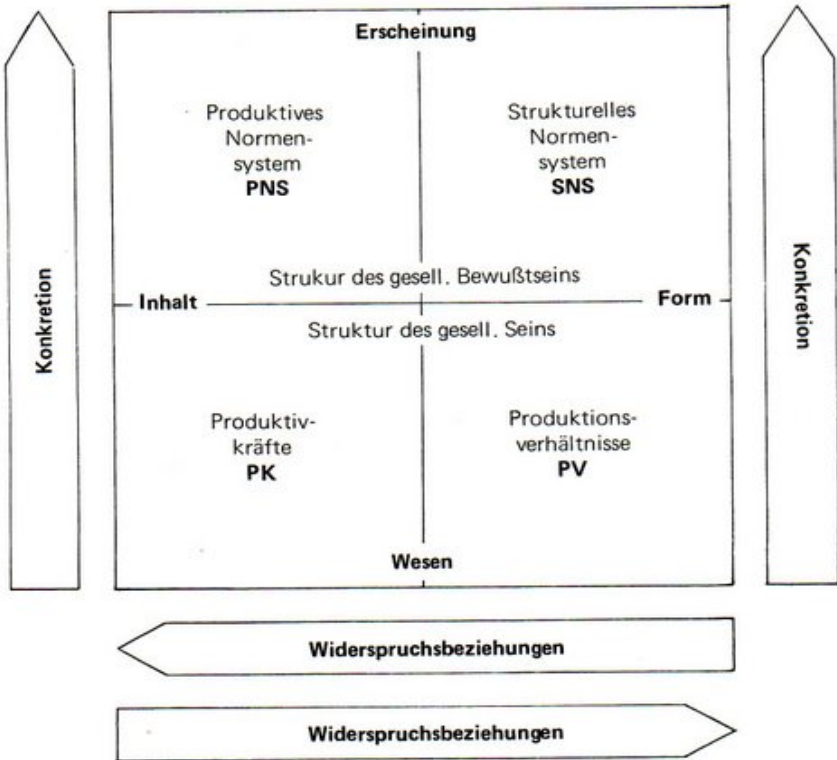 Erscheinung
Produktives
Normen-
system
PNS
Strukturelles
Normen-
system
SNS
Strukur des gesell. Bewußtseins
Inhalt
Form
Struktur des gesell. Seins
Produktiv-
kräfte
PK
Produktions-
verhältnisse
PV
Wesen
Konkretion
Konkretion
Widerspruchsbeziehungen
Widerspruchsbeziehungen